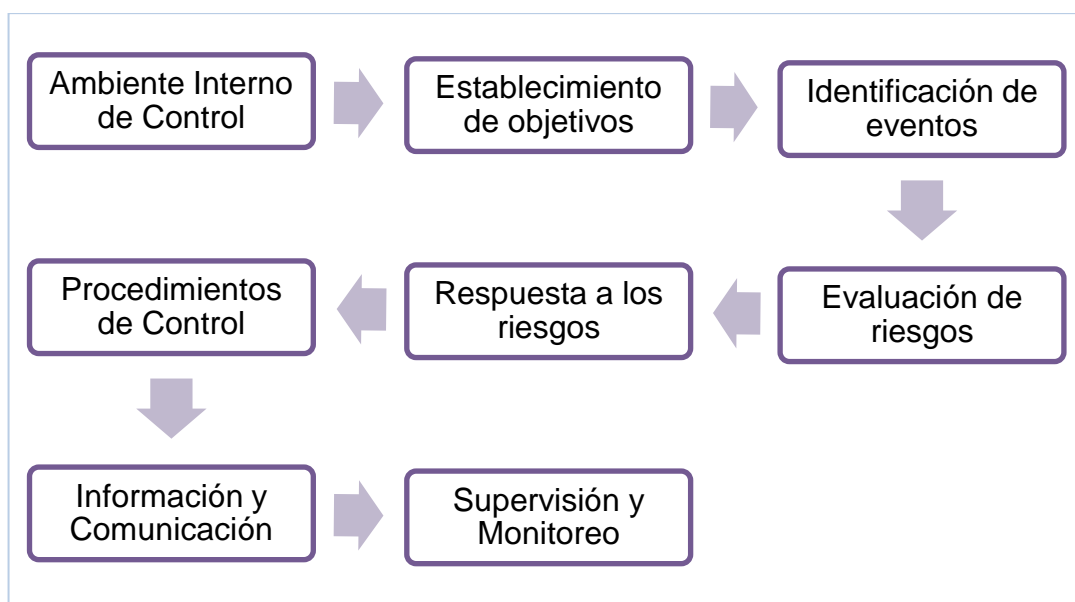 Ambiente Interno
de Control
Establecimiento
de objetivos
Identificación de
eventos
Evaluación de
riesgos
Respuesta a los
riesgos
Procedimientos
de Control
Información y
Comunicación
Supervisión y
Monitoreo